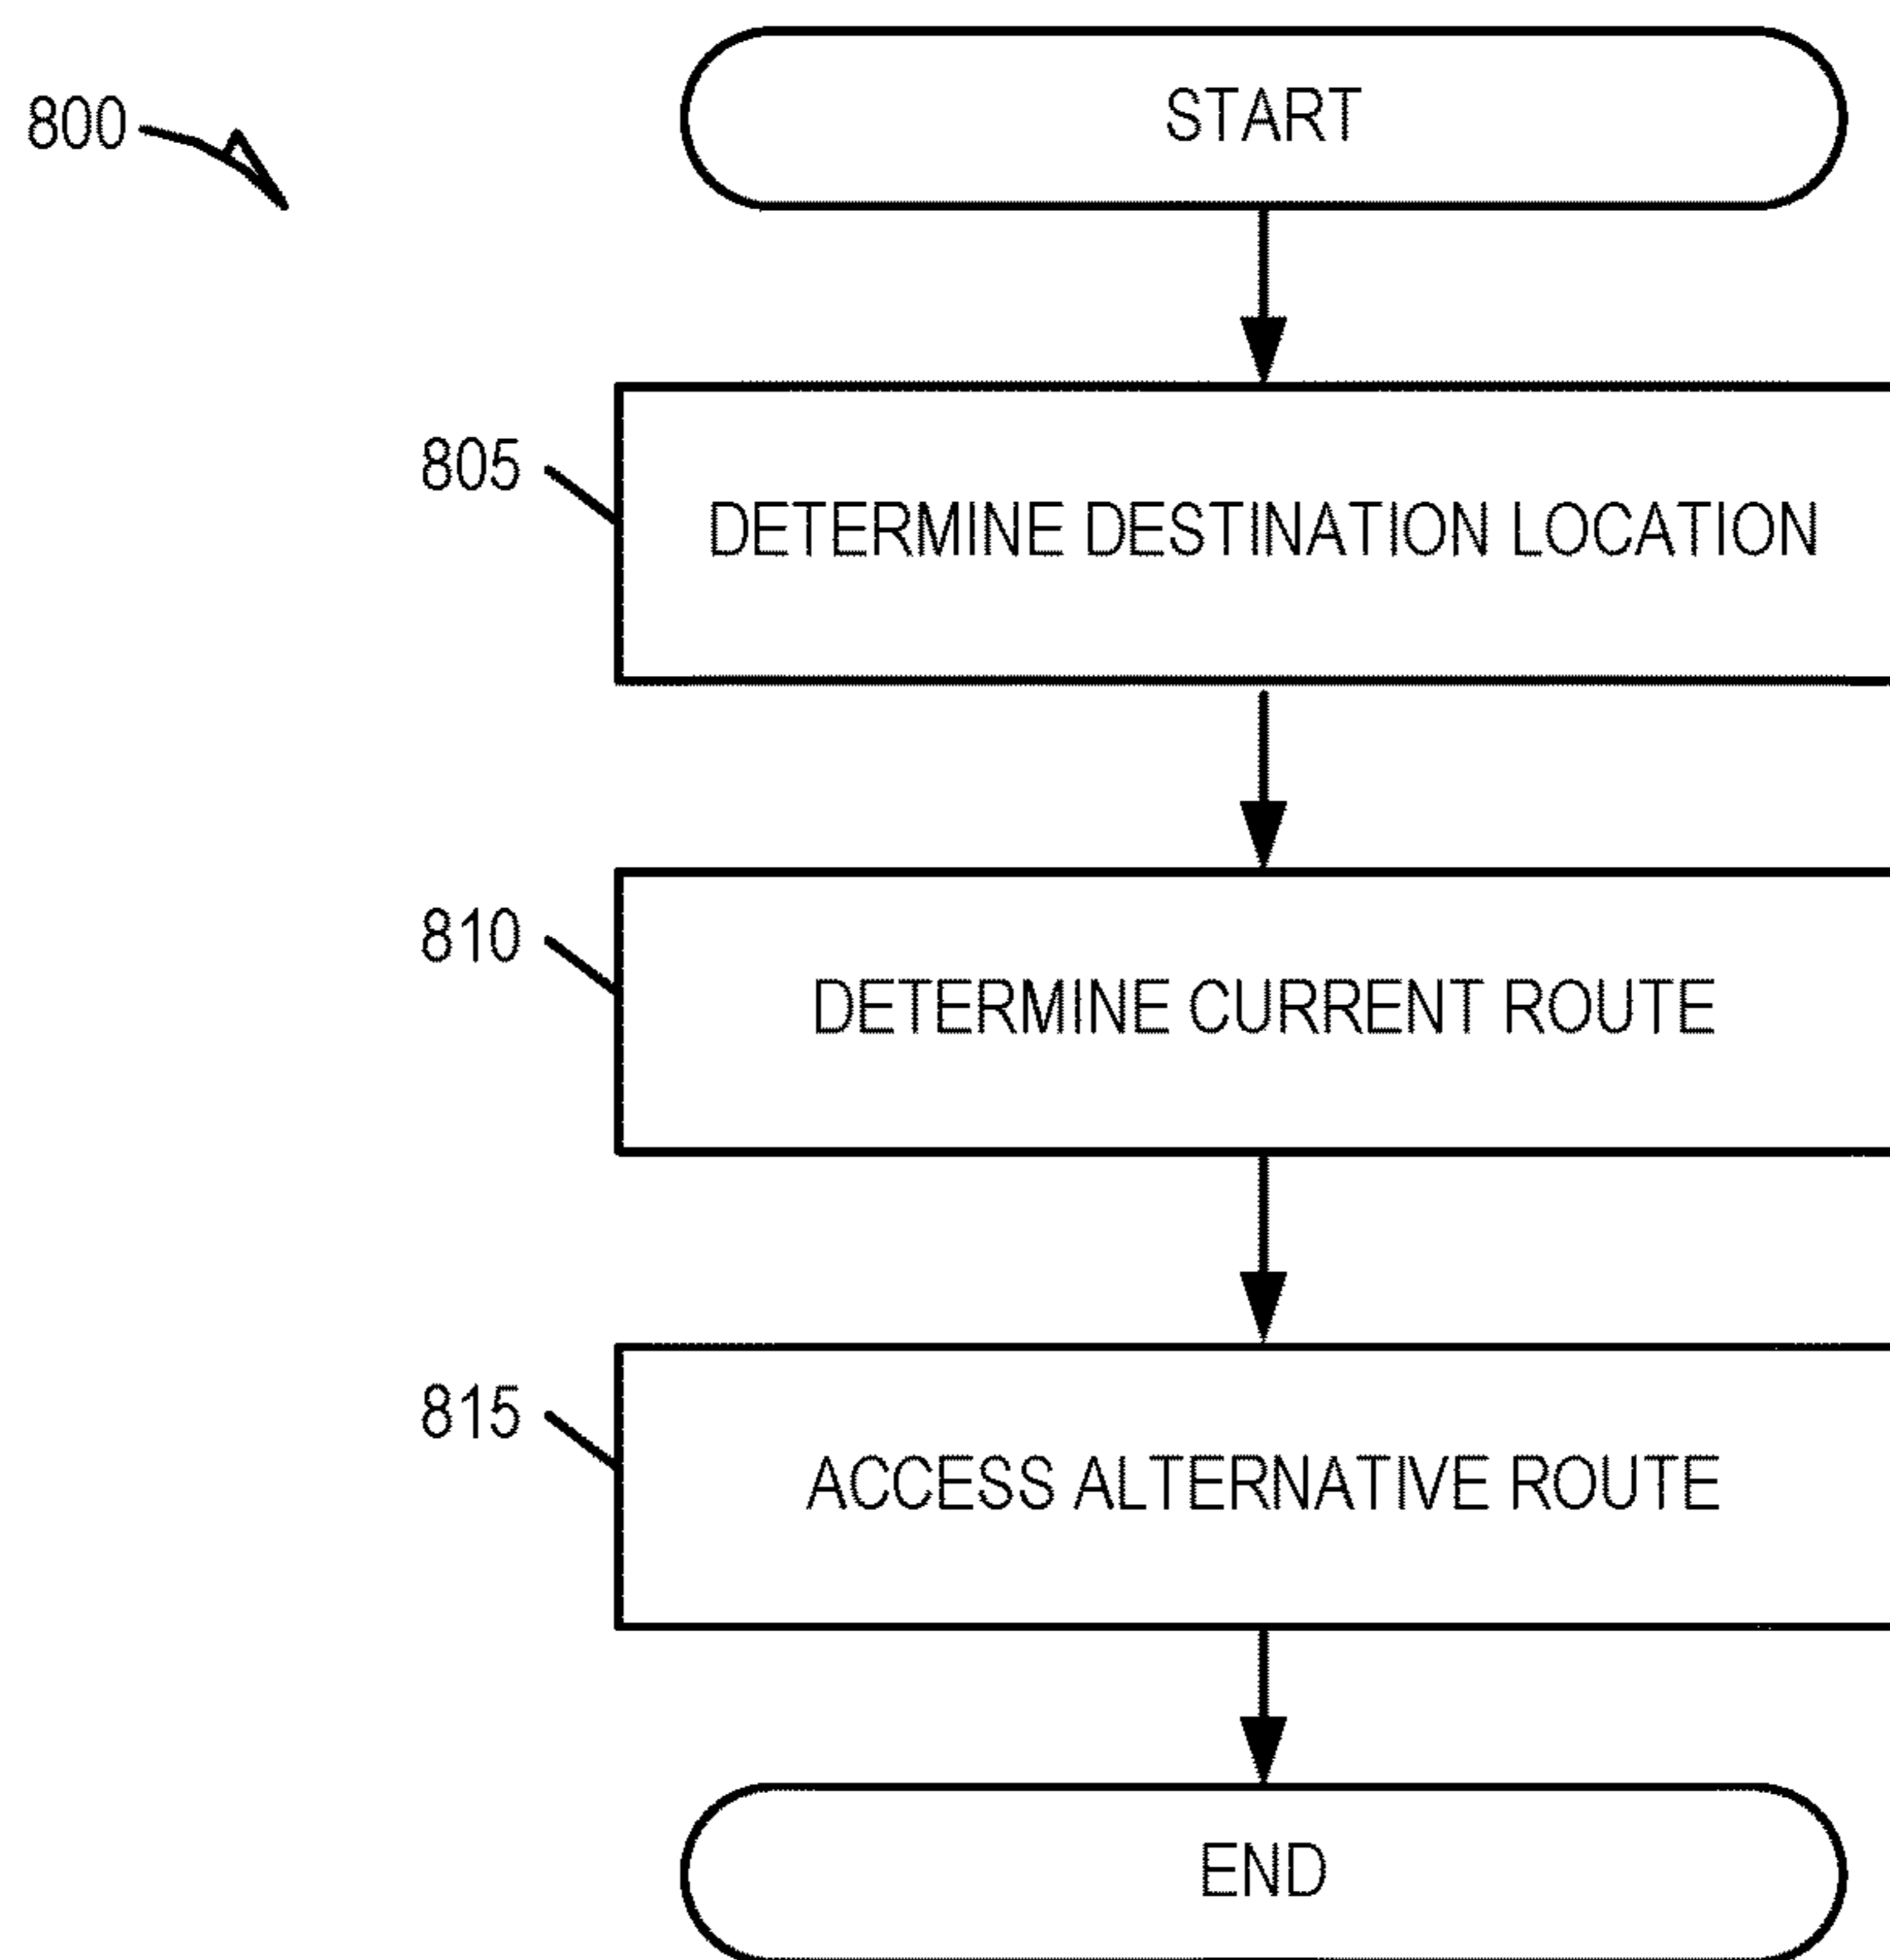 800
START
805
DETERMINE DESTINATION LOCATION
810
DETERMINE CURRENT ROUTE
815
ACCESS ALTERNATIVE ROUTE
END